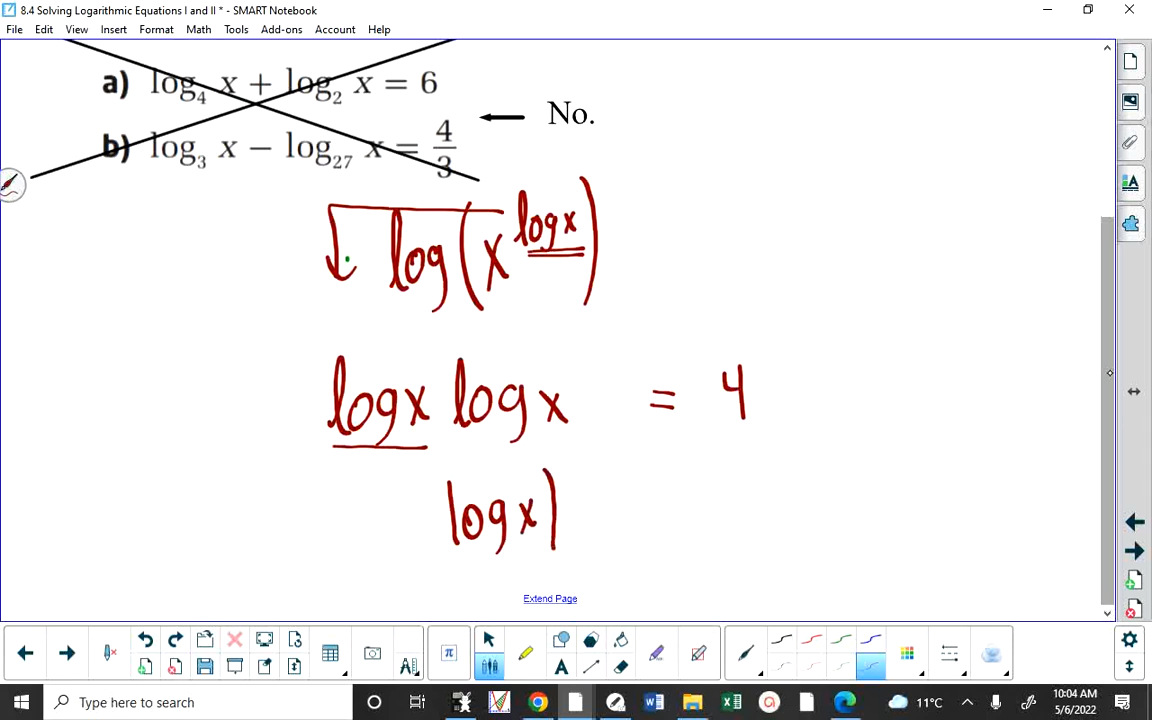 8.4 Solving Logarithmic Equations I and II * - SMART Notebook
File Edit View Insert Format Math Tools Add-ons Account Help
a) log₄ x + log₂ x = 6
No.
b) log₃ x − log₂₇ x = 4/3
log(x^log x)
log x log x = 4
log x)
Extend Page
π
A
Type here to search
11°C
10:04 AM
5/6/2022